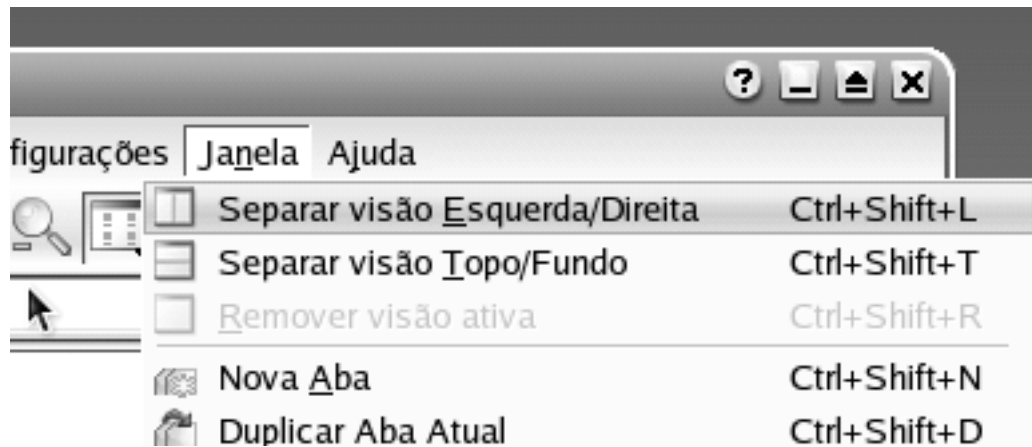 ?
figurações Janela Ajuda
Separar visão Esquerda/Direita Ctrl+Shift+L
Separar visão Topo/Fundo Ctrl+Shift+T
Remover visão ativa Ctrl+Shift+R
Nova Aba Ctrl+Shift+N
Duplicar Aba Atual Ctrl+Shift+D